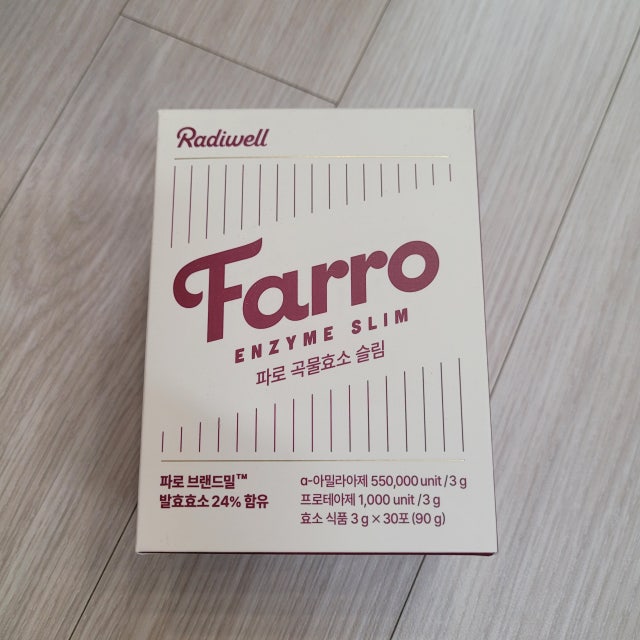 Radiwell
Farro
ENZYME SLIM
파로 곡물효소 슬림
파로 브랜드밀™
발효효소 24% 함유
α-아밀라아제 550,000 unit /3 g
프로테아제 1,000 unit /3 g
효소 식품 3 g × 30포 (90 g)